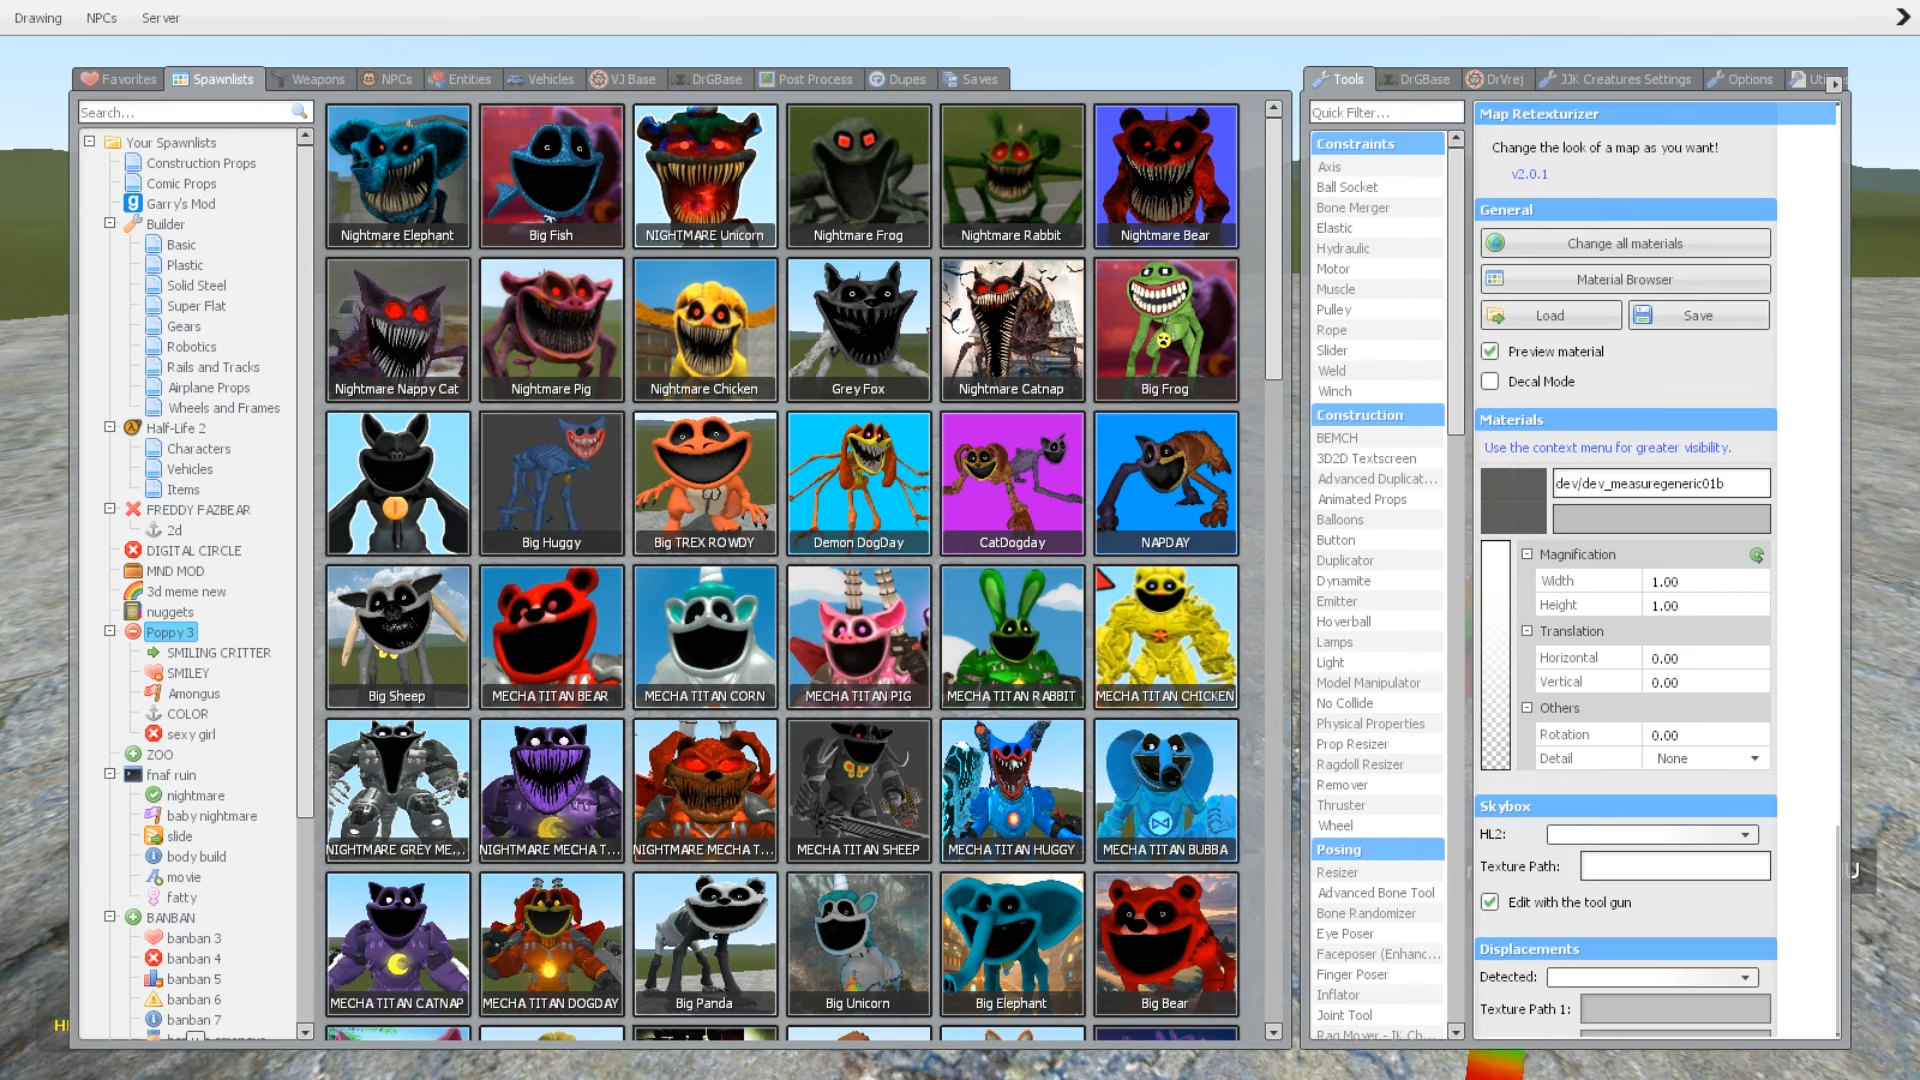 Drawing NPCs Server
Favorites Spawnlists Weapons NPCs Entities Vehicles VJ Base DrGBase Post Process Dupes Saves
Search...
Your Spawnlists
Construction Props
Comic Props
Garry's Mod
Builder
Basic
Plastic
Solid Steel
Super Flat
Gears
Robotics
Rails and Tracks
Airplane Props
Wheels and Frames
Half-Life 2
Characters
Vehicles
Items
FREDDY FAZBEAR
2d
DIGITAL CIRCLE
MND MOD
3d meme new
nuggets
Poppy 3
SMILING CRITTER
SMILEY
Amongus
COLOR
sexy girl
ZOO
fnaf ruin
nightmare
baby nightmare
slide
body build
movie
fatty
BANBAN
banban 3
banban 4
banban 5
banban 6
banban 7
Nightmare Elephant Big Fish NIGHTMARE Unicorn Nightmare Frog Nightmare Rabbit Nightmare Bear
Nightmare Nappy Cat Nightmare Pig Nightmare Chicken Grey Fox Nightmare Catnap Big Frog
Big Huggy Big TREX ROWDY Demon DogDay CatDogday NAPDAY
Big Sheep MECHA TITAN BEAR MECHA TITAN CORN MECHA TITAN PIG MECHA TITAN RABBIT MECHA TITAN CHICKEN
NIGHTMARE GREY ME... NIGHTMARE MECHA T... NIGHTMARE MECHA T... MECHA TITAN SHEEP MECHA TITAN HUGGY MECHA TITAN BUBBA
MECHA TITAN CATNAP MECHA TITAN DOGDAY Big Panda Big Unicorn Big Elephant Big Bear
Tools DrGBase DrVrej JJK Creatures Settings Options
Quick Filter...
Constraints
Axis
Ball Socket
Bone Merger
Elastic
Hydraulic
Motor
Muscle
Pulley
Rope
Slider
Weld
Winch
Construction
BEMCH
3D2D Textscreen
Advanced Duplicat...
Animated Props
Balloons
Button
Duplicator
Dynamite
Emitter
Hoverball
Lamps
Light
Model Manipulator
No Collide
Physical Properties
Prop Resizer
Ragdoll Resizer
Remover
Thruster
Wheel
Posing
Resizer
Advanced Bone Tool
Bone Randomizer
Eye Poser
Faceposer (Enhanc...
Finger Poser
Inflator
Joint Tool
Rag Mover - IK Ch...
Map Retexturizer
Change the look of a map as you want!
v2.0.1
General
Change all materials
Material Browser
Load Save
Preview material
Decal Mode
Materials
Use the context menu for greater visibility.
dev/dev_measuregeneric01b
Magnification
Width 1.00
Height 1.00
Translation
Horizontal 0.00
Vertical 0.00
Others
Rotation 0.00
Detail None
Skybox
HL2:
Texture Path:
Edit with the tool gun
Displacements
Detected:
Texture Path 1: